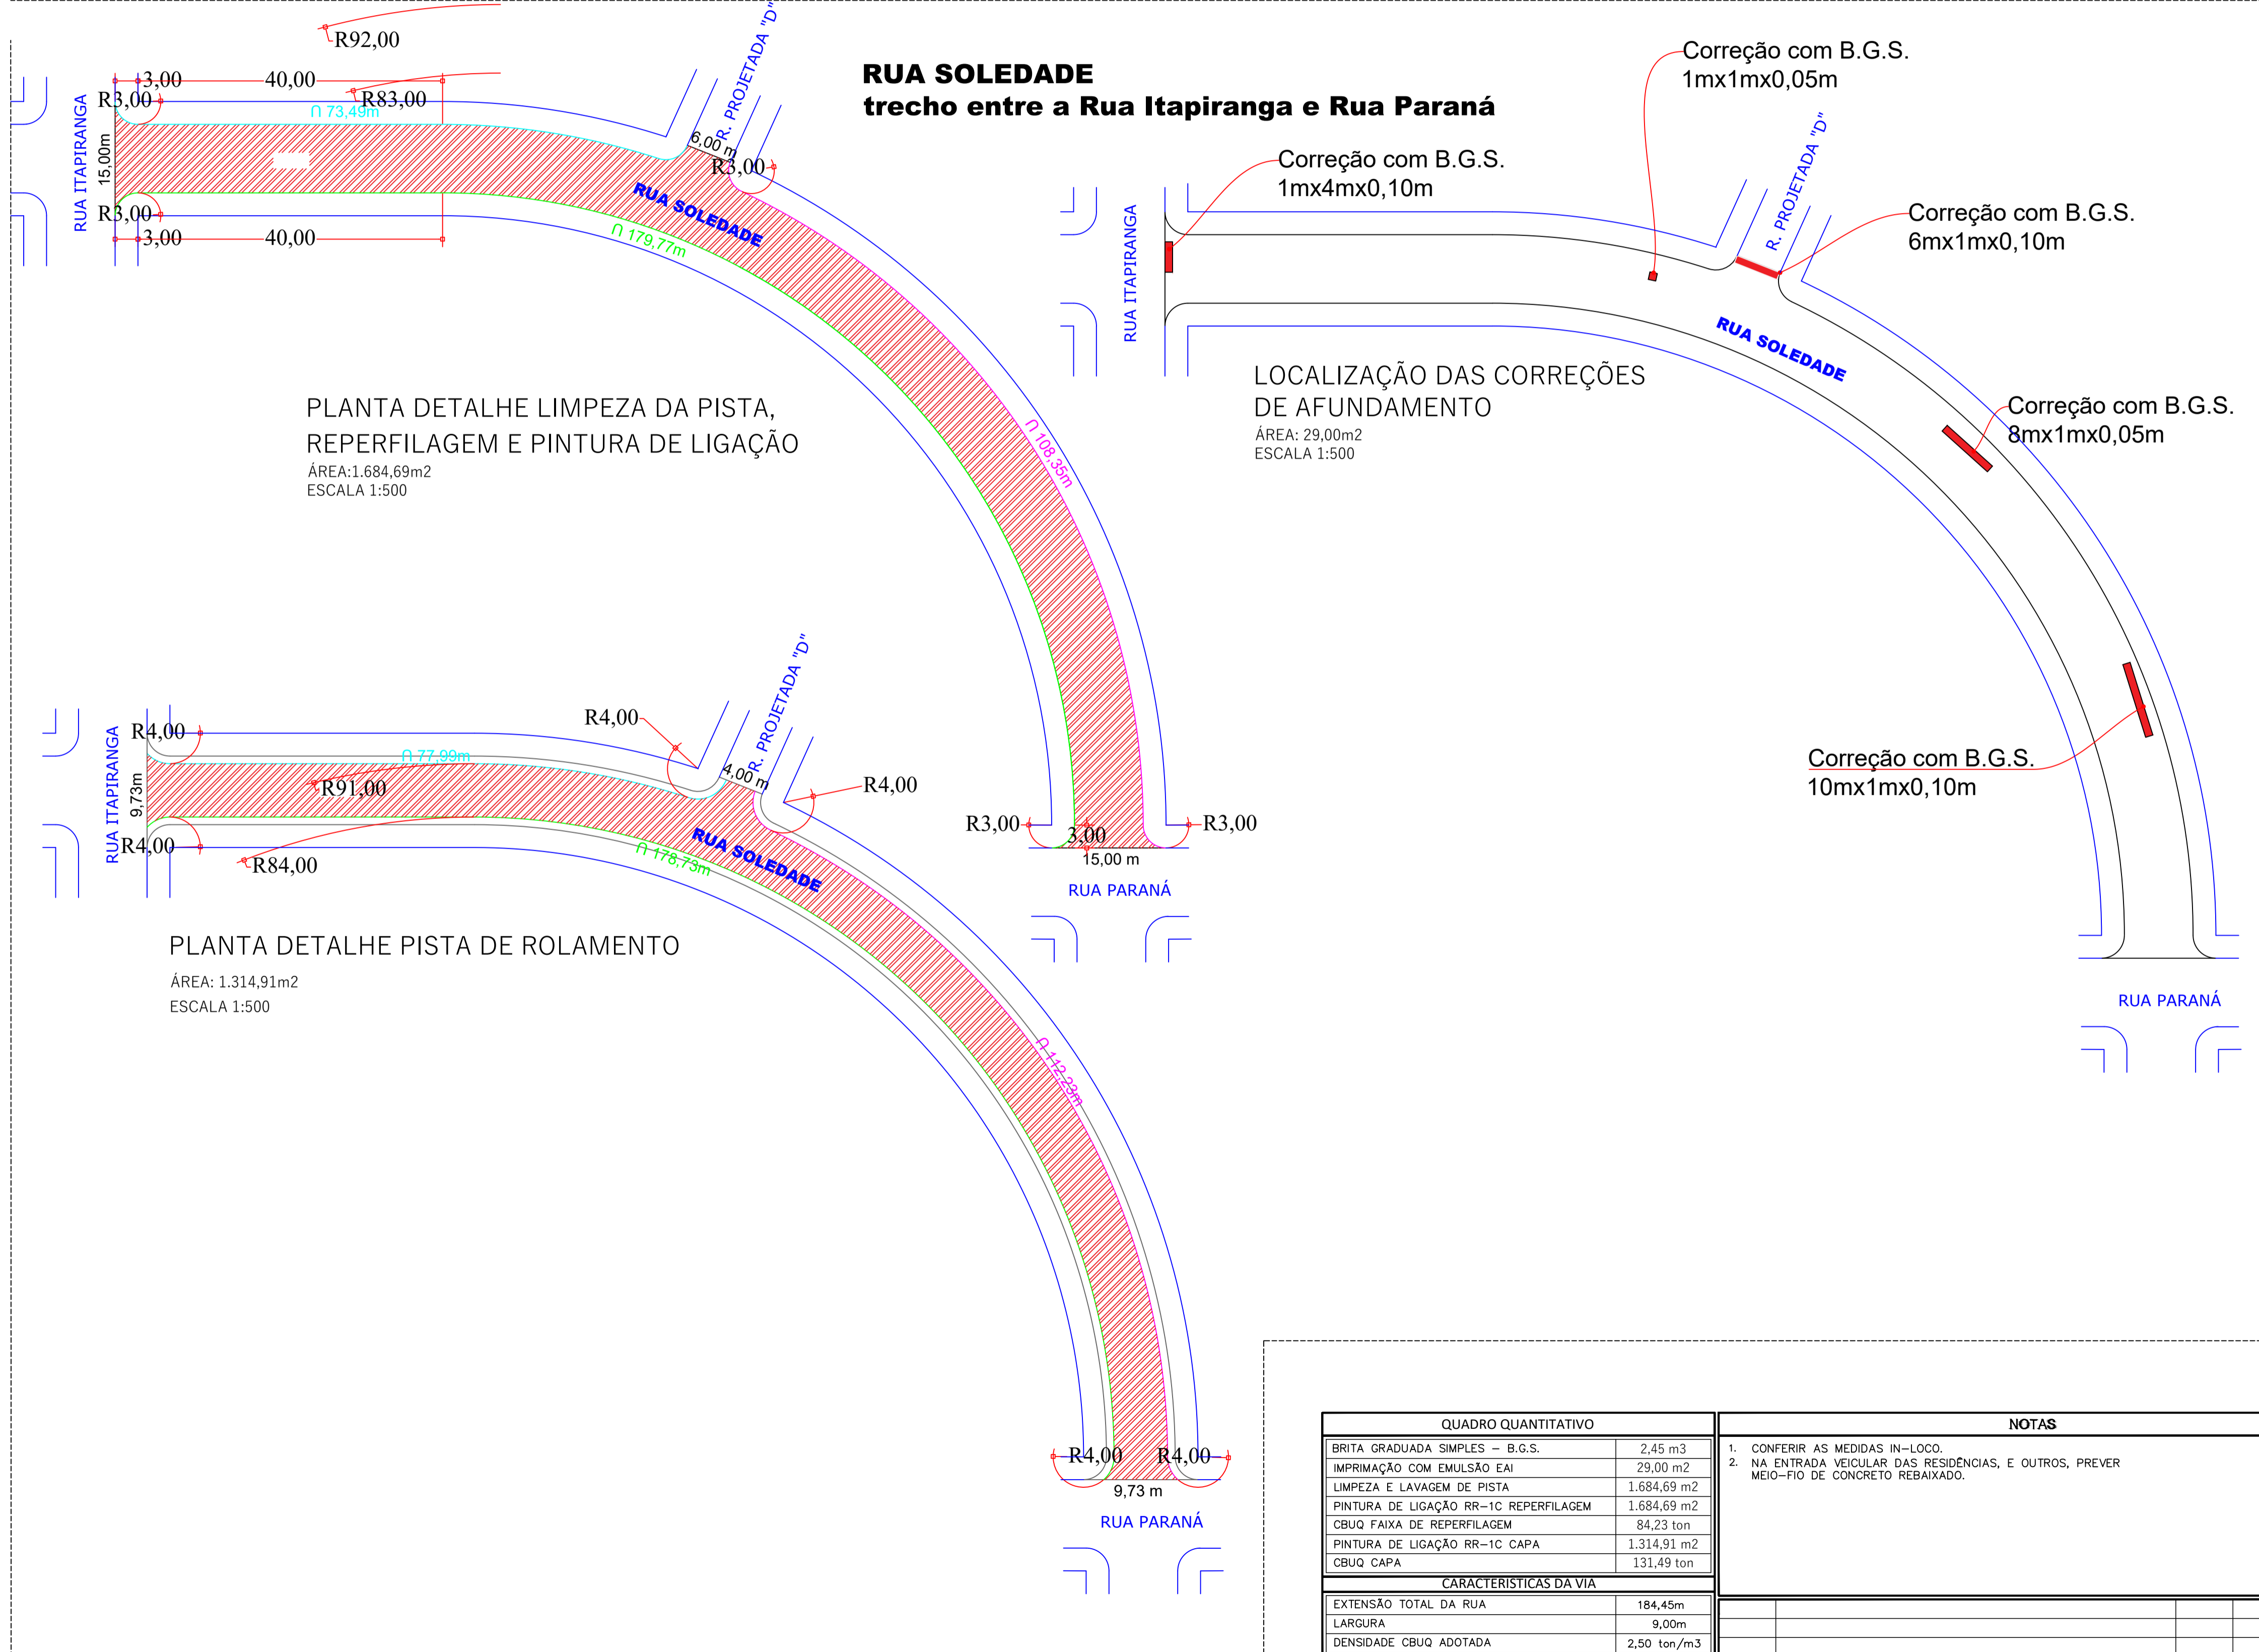 RUA SOLEDADE
trecho entre a Rua Itapiranga e Rua Paraná
R92,00
3,00
40,00
R3,00
R83,00
∩ 73,49m
RUA ITAPIRANGA
15,00m
R3,00
3,00
40,00
R. PROJETADA "D"
6,00 m
R3,00
RUA SOLEDADE
∩ 179,77m
∩ 108,35m
PLANTA DETALHE LIMPEZA DA PISTA,
REPERFILAGEM E PINTURA DE LIGAÇÃO
ÁREA:1.684,69m2
ESCALA 1:500
R3,00
3,00
R3,00
15,00 m
RUA PARANÁ
Correção com B.G.S.
1mx1mx0,05m
Correção com B.G.S.
1mx4mx0,10m
R. PROJETADA "D"
Correção com B.G.S.
6mx1mx0,10m
RUA ITAPIRANGA
RUA SOLEDADE
LOCALIZAÇÃO DAS CORREÇÕES
DE AFUNDAMENTO
ÁREA: 29,00m2
ESCALA 1:500
Correção com B.G.S.
8mx1mx0,05m
Correção com B.G.S.
10mx1mx0,10m
RUA PARANÁ
R4,00
R4,00
R. PROJETADA "D"
∩ 77,99m
4,00 m
R4,00
RUA ITAPIRANGA
9,73m
R91,00
R4,00
R84,00
RUA SOLEDADE
∩ 178,73m
∩ 112,23m
PLANTA DETALHE PISTA DE ROLAMENTO
ÁREA: 1.314,91m2
ESCALA 1:500
R4,00
R4,00
9,73 m
RUA PARANÁ
QUADRO QUANTITATIVO
BRITA GRADUADA SIMPLES – B.G.S. 2,45 m3
IMPRIMAÇÃO COM EMULSÃO EAI 29,00 m2
LIMPEZA E LAVAGEM DE PISTA 1.684,69 m2
PINTURA DE LIGAÇÃO RR–1C REPERFILAGEM 1.684,69 m2
CBUQ FAIXA DE REPERFILAGEM 84,23 ton
PINTURA DE LIGAÇÃO RR–1C CAPA 1.314,91 m2
CBUQ CAPA 131,49 ton
CARACTERISTICAS DA VIA
EXTENSÃO TOTAL DA RUA 184,45m
LARGURA 9,00m
DENSIDADE CBUQ ADOTADA 2,50 ton/m3
NOTAS
1. CONFERIR AS MEDIDAS IN–LOCO.
2. NA ENTRADA VEICULAR DAS RESIDÊNCIAS, E OUTROS, PREVER
MEIO–FIO DE CONCRETO REBAIXADO.